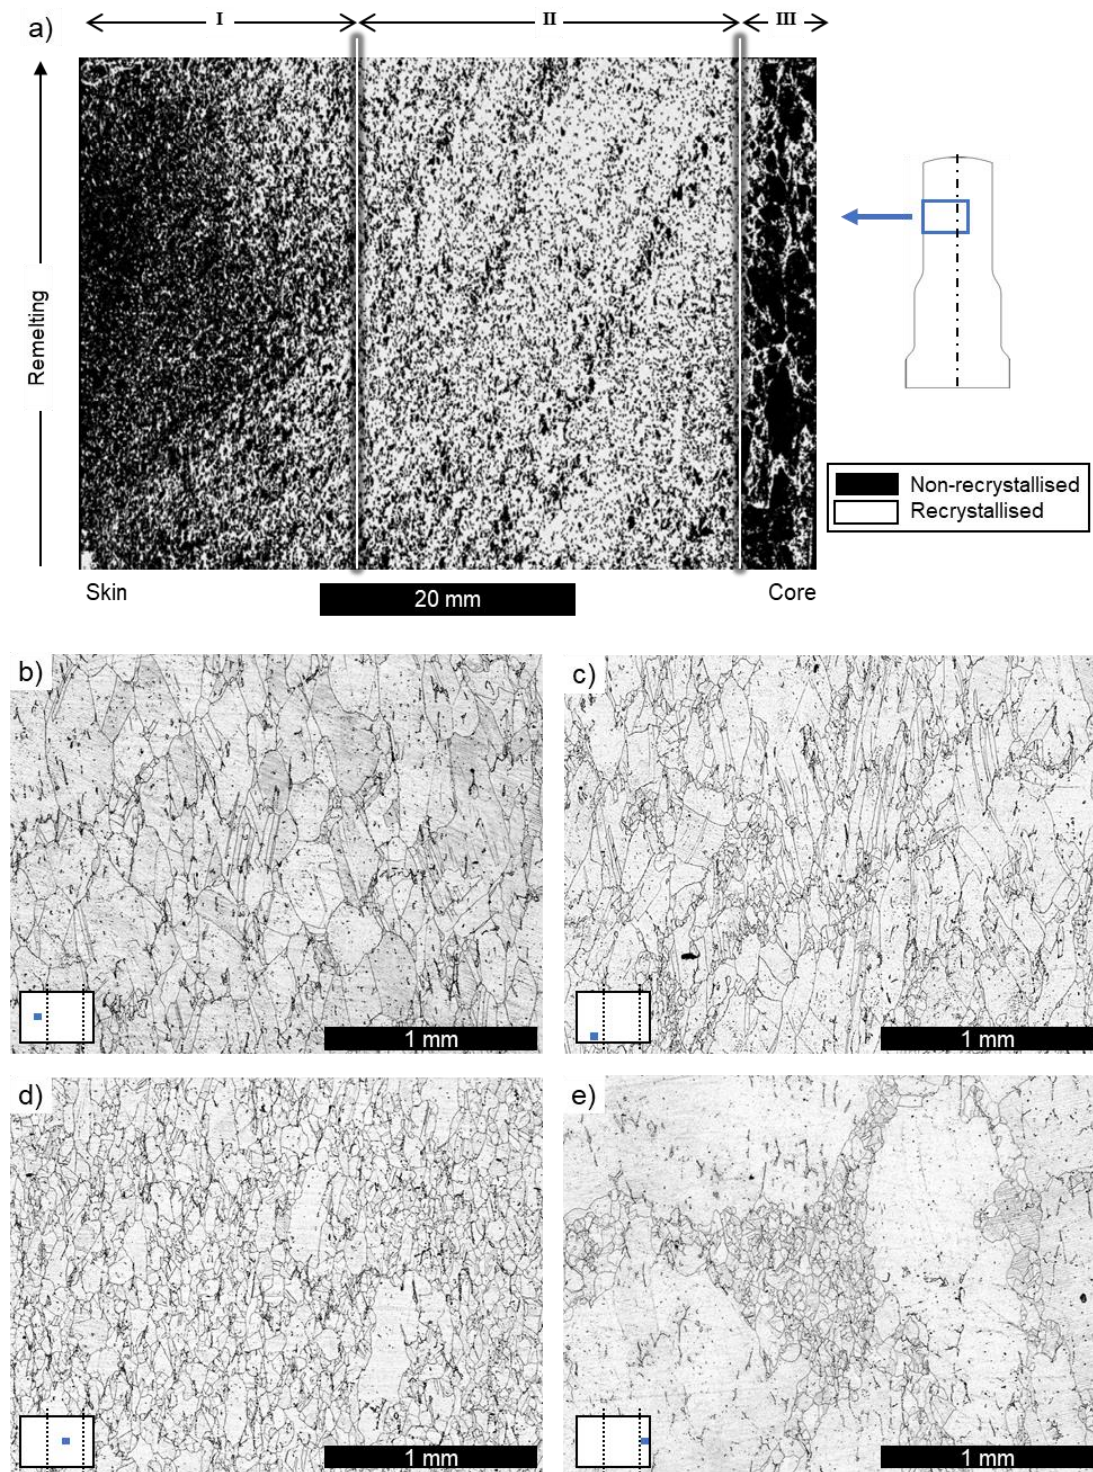 a)
I
II
III
Remelting
Skin
20 mm
Core
Non-recrystallised
Recrystallised
b)
1 mm
c)
1 mm
d)
1 mm
e)
1 mm